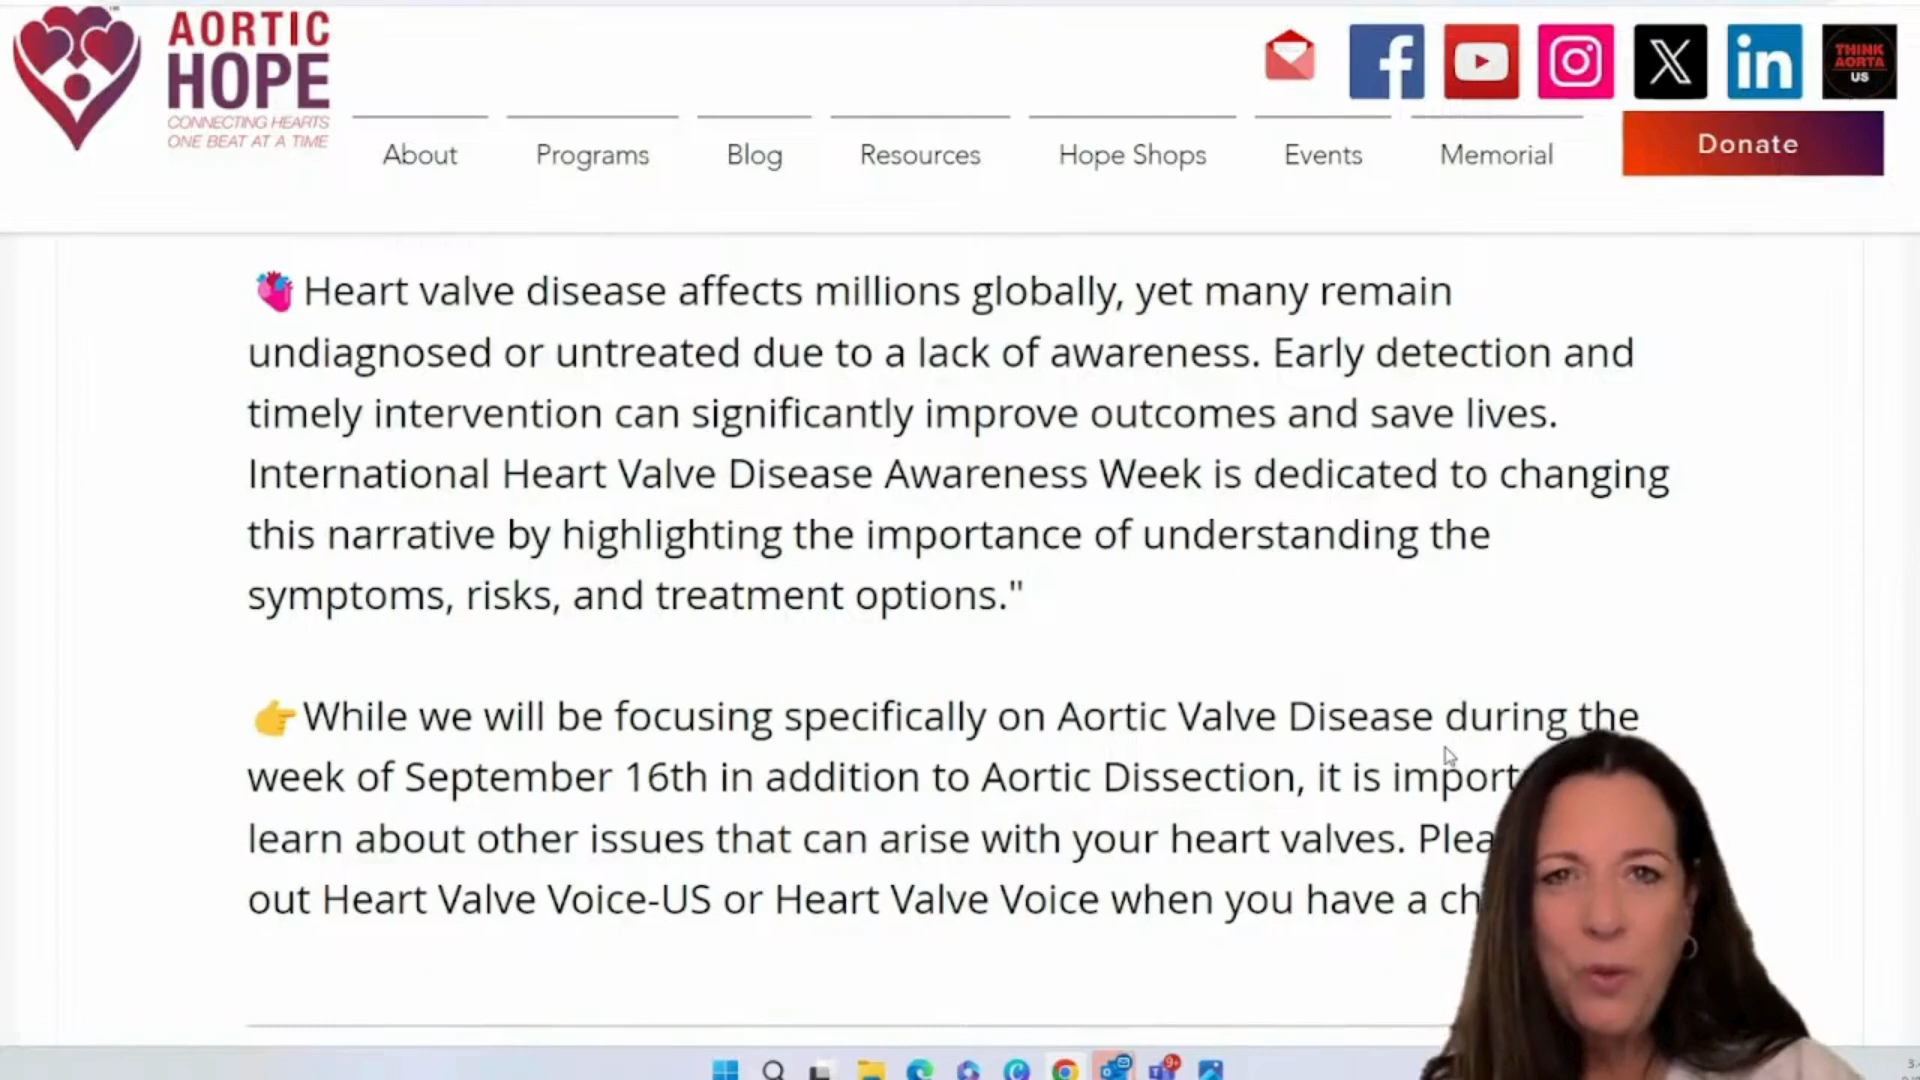 AORTIC
HOPE
CONNECTING HEARTS
ONE BEAT AT A TIME
THINK
AORTA
US
About
Programs
Blog
Resources
Hope Shops
Events
Memorial
Donate
Heart valve disease affects millions globally, yet many remain
undiagnosed or untreated due to a lack of awareness. Early detection and
timely intervention can significantly improve outcomes and save lives.
International Heart Valve Disease Awareness Week is dedicated to changing
this narrative by highlighting the importance of understanding the
symptoms, risks, and treatment options."
While we will be focusing specifically on Aortic Valve Disease during the
week of September 16th in addition to Aortic Dissection, it is
learn about other issues that can arise with your heart valves.
out Heart Valve Voice-US or Heart Valve Voice when you have a